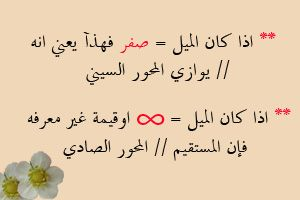 ** اذا كان الميل = صفر فهذآ يعني انه
// يوازي المحور السيني
** اذا كان الميل = ∞ اوقيمة غير معرفه
فإن المستقيم // المحور الصادي